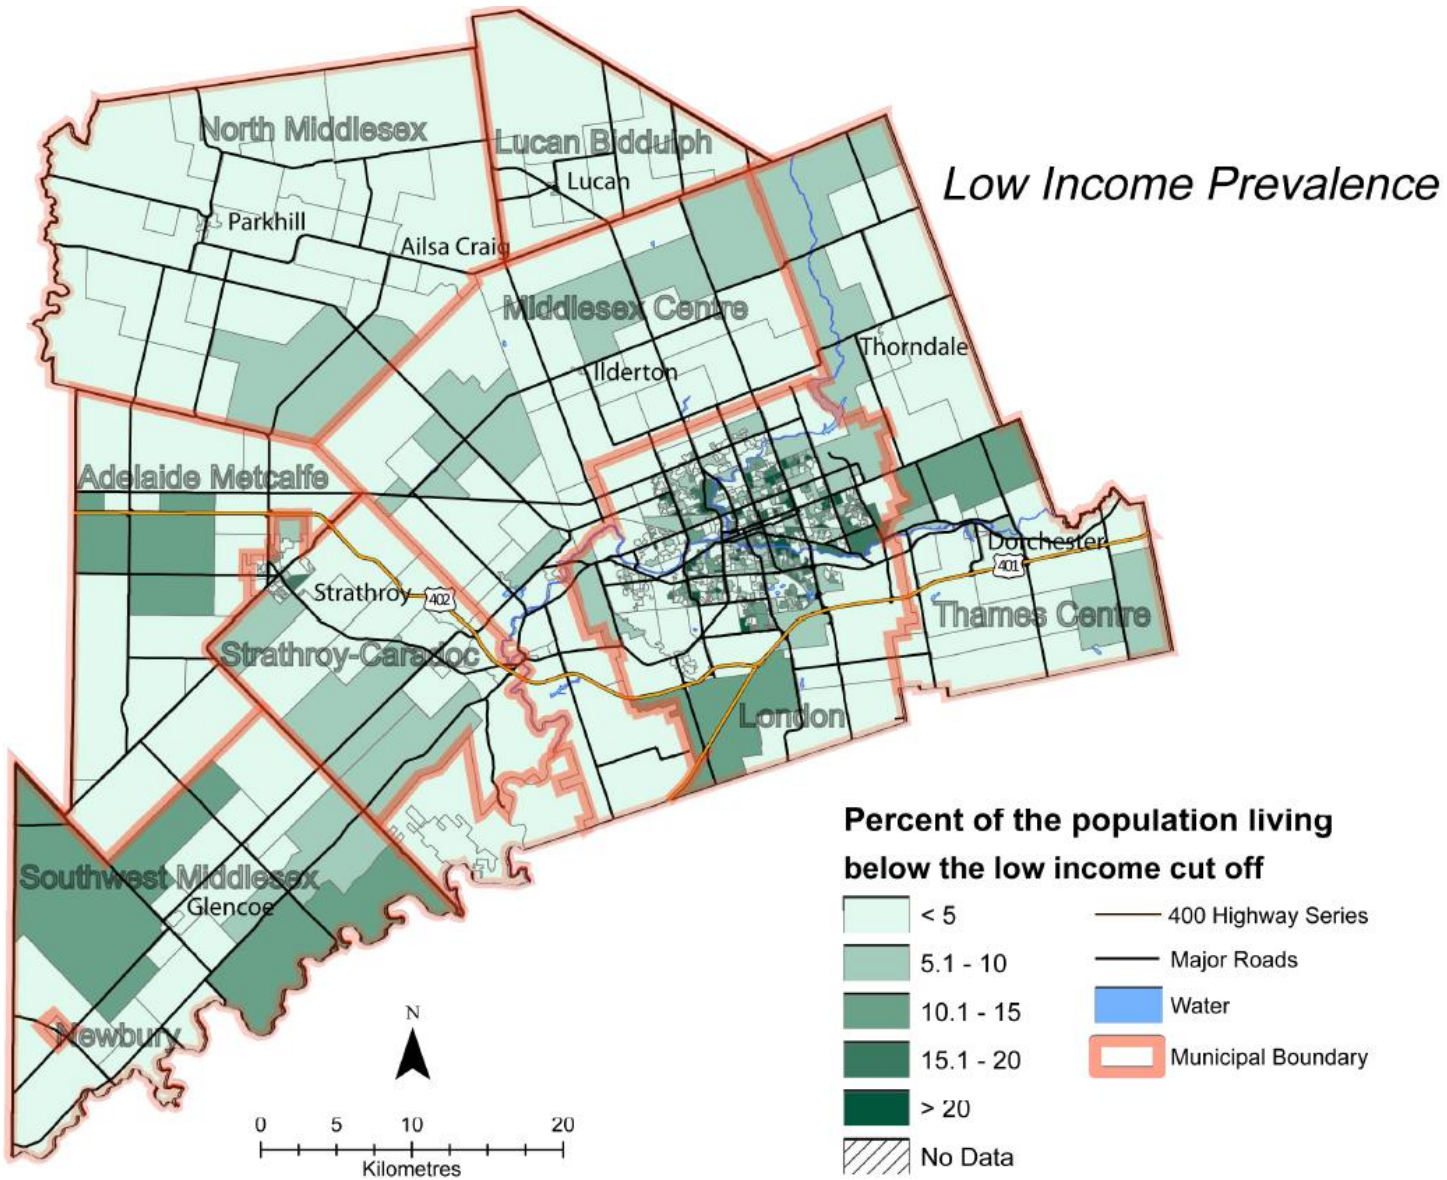 North Middlesex
Lucan Biddulph
Lucan
Low Income Prevalence
Parkhill
Ailsa Craig
Middlesex Centre
Thorndale
Ilderton
Adelaide Metcalfe
Dorchester
401
Strathroy
402
Thames Centre
Strathroy-Caradoc
London
Percent of the population living
below the low income cut off
Southwest Middlesex
Glencoe
< 5
400 Highway Series
5.1 - 10
Major Roads
10.1 - 15
Water
N
Newbury
15.1 - 20
Municipal Boundary
> 20
0 5 10 20
Kilometres
No Data